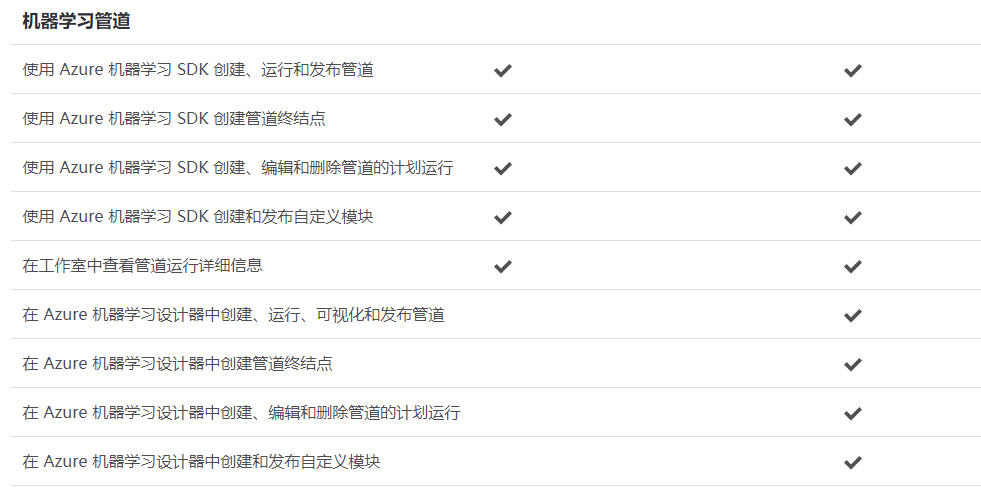 机器学习管道
使用 Azure 机器学习 SDK 创建、运行和发布管道
使用 Azure 机器学习 SDK 创建管道终结点
使用 Azure 机器学习 SDK 创建、编辑和删除管道的计划运行
使用 Azure 机器学习 SDK 创建和发布自定义模块
在工作室中查看管道运行详细信息
在 Azure 机器学习设计器中创建、运行、可视化和发布管道
在 Azure 机器学习设计器中创建管道终结点
在 Azure 机器学习设计器中创建、编辑和删除管道的计划运行
在 Azure 机器学习设计器中创建和发布自定义模块